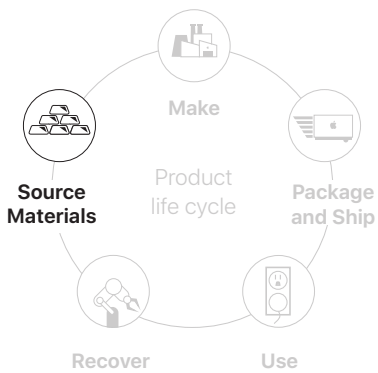 Make
Source
Materials
Product
life cycle
Package
and Ship
Recover
Use